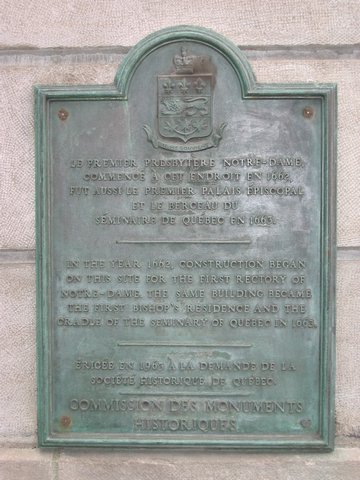 JE ME SOUVIENS
LE PREMIER PRESBYTÈRE NOTRE-DAME,
COMMENCÉ À CET ENDROIT EN 1662,
FUT AUSSI LE PREMIER PALAIS ÉPISCOPAL
ET LE BERCEAU DU
SÉMINAIRE DE QUÉBEC EN 1663.
IN THE YEAR 1662, CONSTRUCTION BEGAN
ON THIS SITE FOR THE FIRST RECTORY OF
NOTRE-DAME. THE SAME BUILDING BECAME
THE FIRST BISHOP'S RESIDENCE AND THE
CRADLE OF THE SEMINARY OF QUEBEC IN 1663.
ÉRIGÉE EN 1963 À LA DEMANDE DE LA
SOCIÉTÉ HISTORIQUE DE QUÉBEC.
COMMISSION DES MONUMENTS
HISTORIQUES